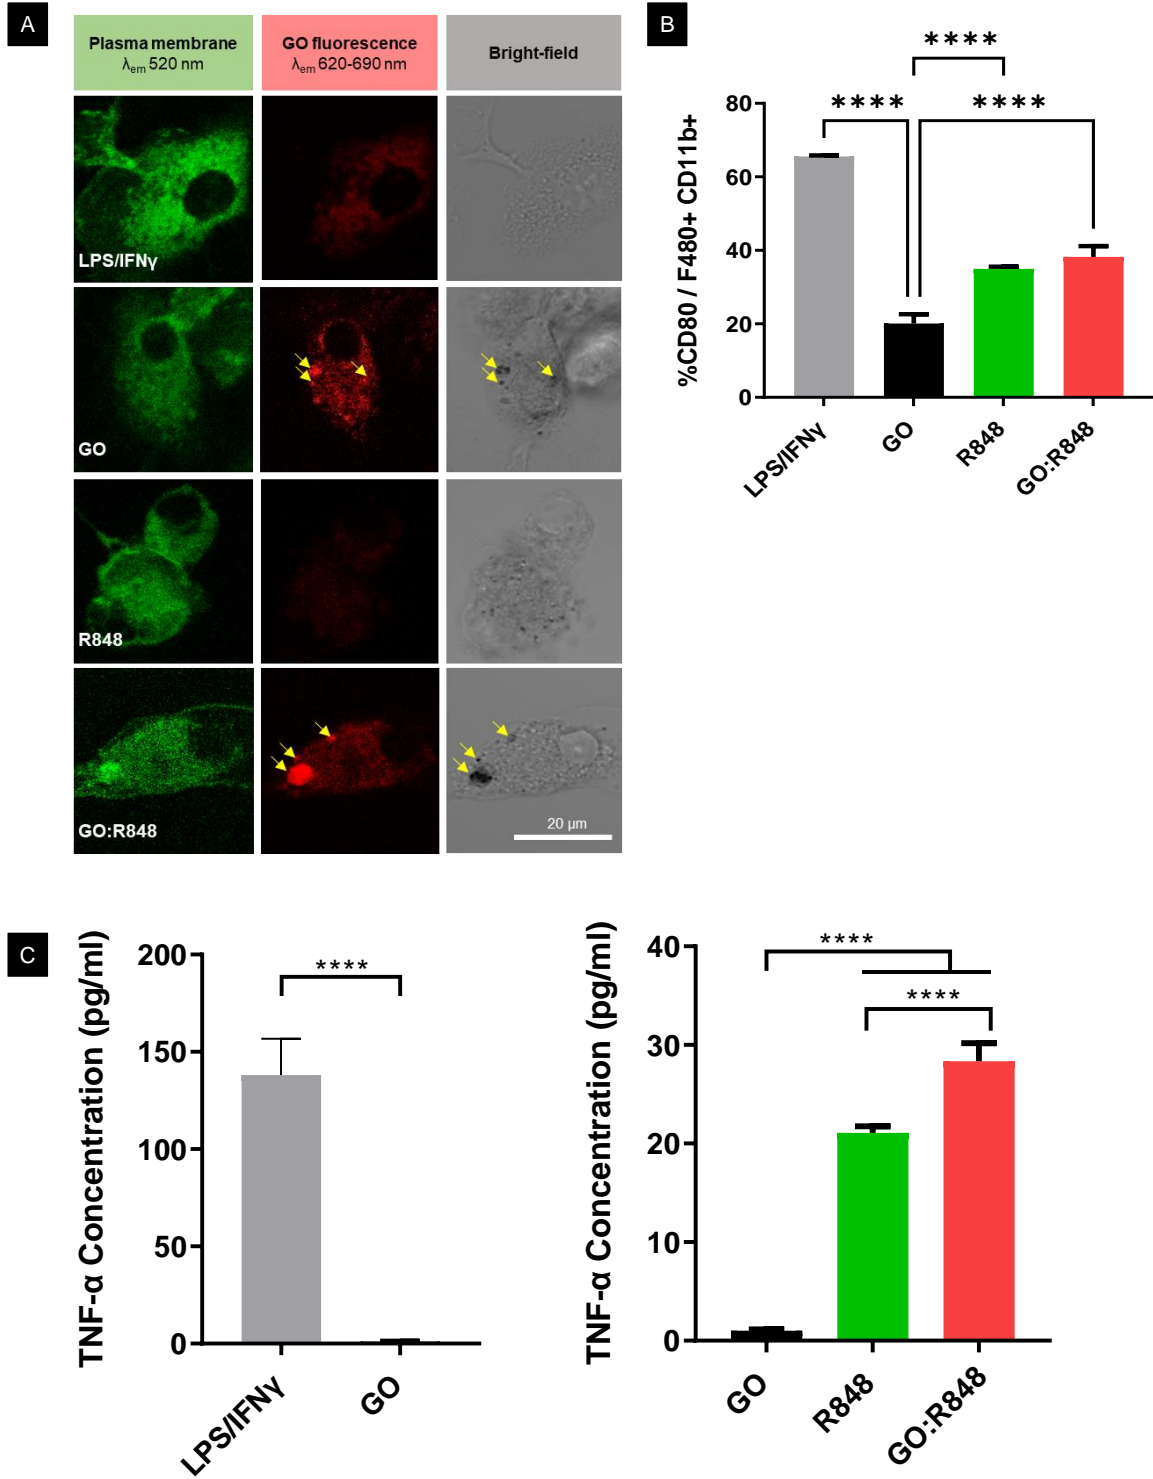 A
Plasma membrane
λem 520 nm
GO fluorescence
λem 620-690 nm
Bright-field
LPS/IFNγ
GO
R848
GO:R848
20 µm
B
****
**** ****
%CD80 / F480+ CD11b+
80
60
40
20
0
LPS/IFNγ
GO
R848
GO:R848
C
TNF-α Concentration (pg/ml)
200
150
100
50
0
****
LPS/IFNγ
GO
TNF-α Concentration (pg/ml)
40
30
20
10
0
****
****
GO
R848
GO:R848